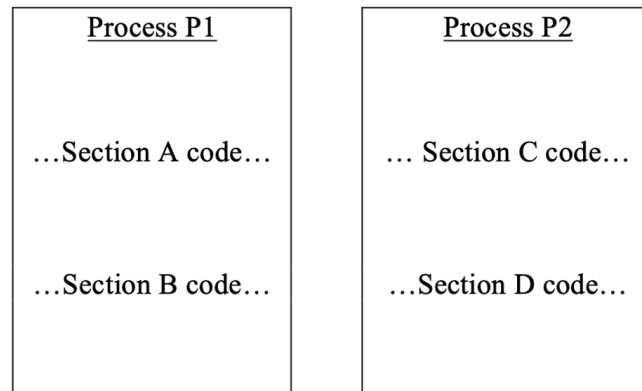 Process P1
...Section A code...
...Section B code...
Process P2
... Section C code...
...Section D code...